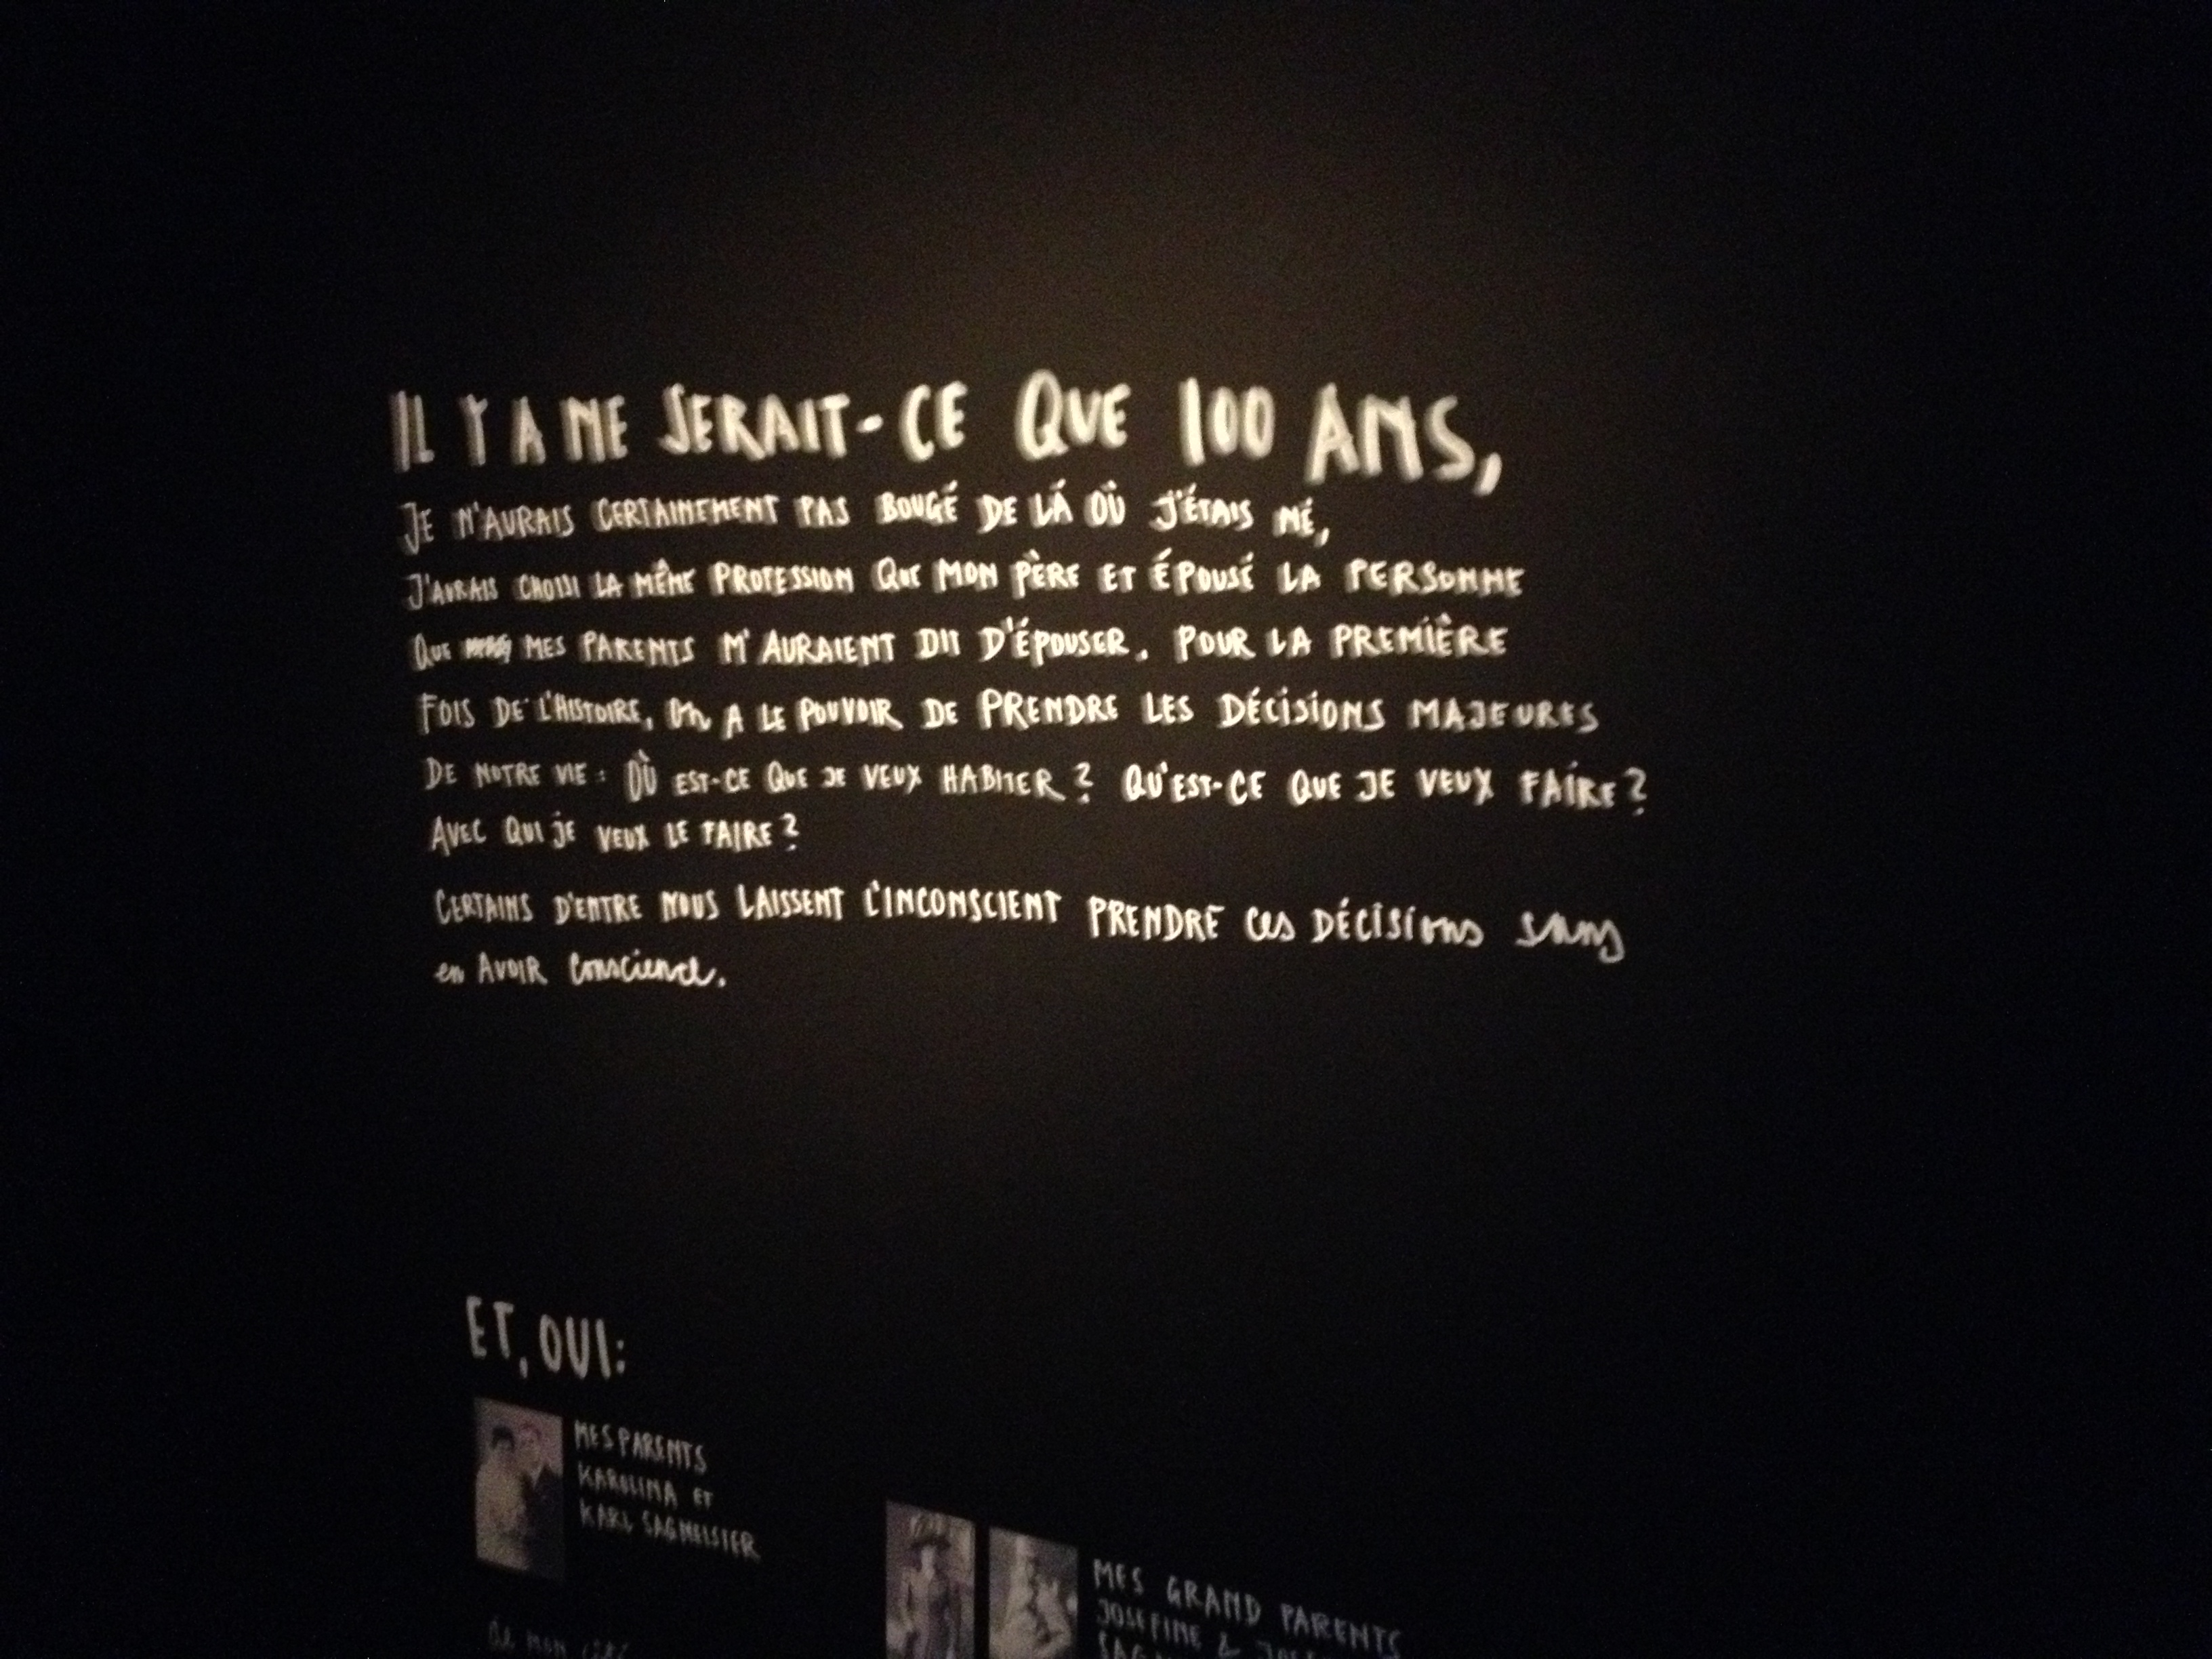 IL Y A NE SERAIT-CE QUE 100 ANS,
JE N'AURAIS CERTAINEMENT PAS BOUGÉ DE LÁ OÙ J'ÉTAIS NÉ,
J'AURAIS CHOISI LA MÊME PROFESSION QUE MON PÈRE ET ÉPOUSÉ LA PERSONNE
QUE MES PARENTS M'AURAIENT DIT D'ÉPOUSER. POUR LA PREMIÈRE
FOIS DE L'HISTOIRE, On A LE POUVOIR DE PRENDRE LES DÉCISIONS MAJEURES
DE NOTRE VIE : OÙ EST-CE QUE JE VEUX HABITER ? QU'EST-CE QUE JE VEUX FAIRE ?
AVEC QUI JE VEUX LE FAIRE ?
CERTAINS D'ENTRE NOUS LAISSENT L'INCONSCIENT PRENDRE ces DÉCISIONS sans
en AVOIR conscience.
ET, OUI:
MES PARENTS
KAROLINA ET
KARL SAGMEISTER
MES GRAND PARENTS
JOSEFINE &